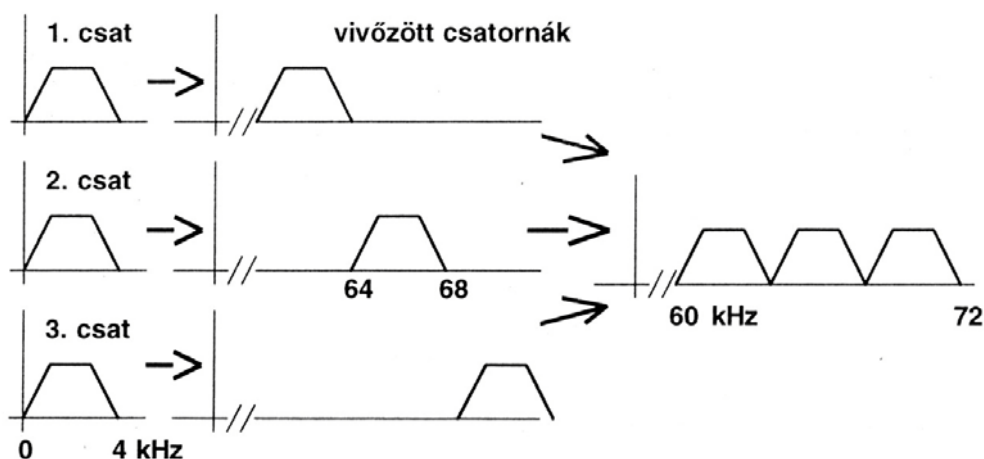 1. csat
vivőzött csatornák
2. csat
64 68
60 kHz 72
3. csat
0 4 kHz